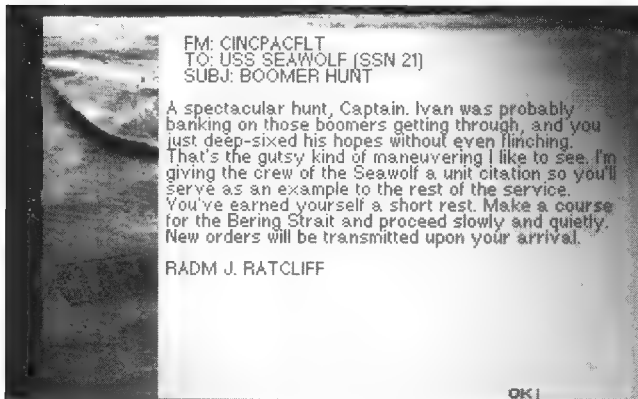 FM: CINCPACFLT
TO: USS SEAWOLF (SSN 21)
SUBJ: BOOMER HUNT
A spectacular hunt, Captain. Ivan was probably
banking on those boomers getting through, and you
just deep-sixed his hopes without even flinching.
That's the gutsy kind of maneuvering I like to see. I'm
giving the crew of the Seawolf a unit citation so you'll
serve as an example to the rest of the service.
You've earned yourself a short rest. Make a course
for the Bering Strait and proceed slowly and quietly.
New orders will be transmitted upon your arrival.
RADM J. RATCLIFF
OK!